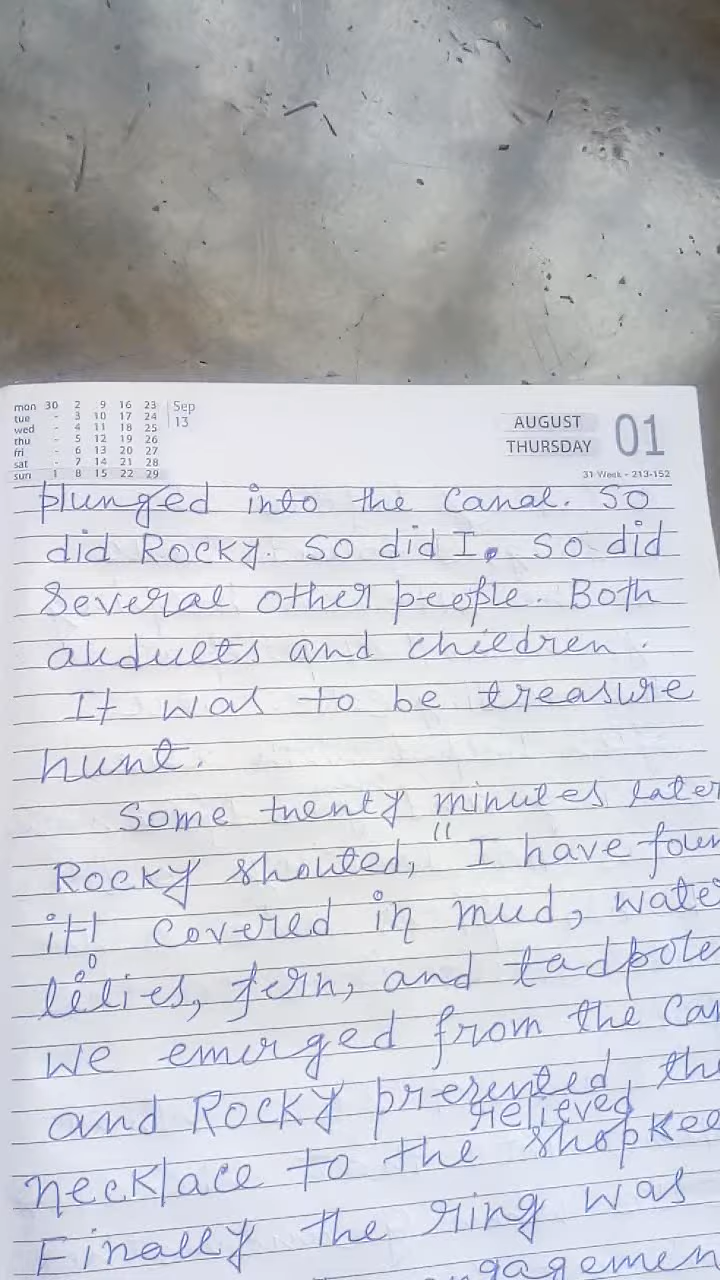 mon 30 2 9 16 23 Sep
tue - 3 10 17 24 13
wed - 4 11 18 25
thu - 5 12 19 26
fri - 6 13 20 27
sat - 7 14 21 28
sun 1 8 15 22 29
AUGUST 01
THURSDAY
31 Week - 213-152
plunged into the canal. So
did Rocky. So did I. So did
several other people. Both
auduets and children.
It was to be treasure
hunt.
Some twenty minutes later
Rocky shouted, "I have foun
it! covered in mud, wate
lilies, fern, and tadpole
we emerged from the Ca
and Rocky presented the
relieved
necklace to the shopkee
Finally the ring was
ngagemen